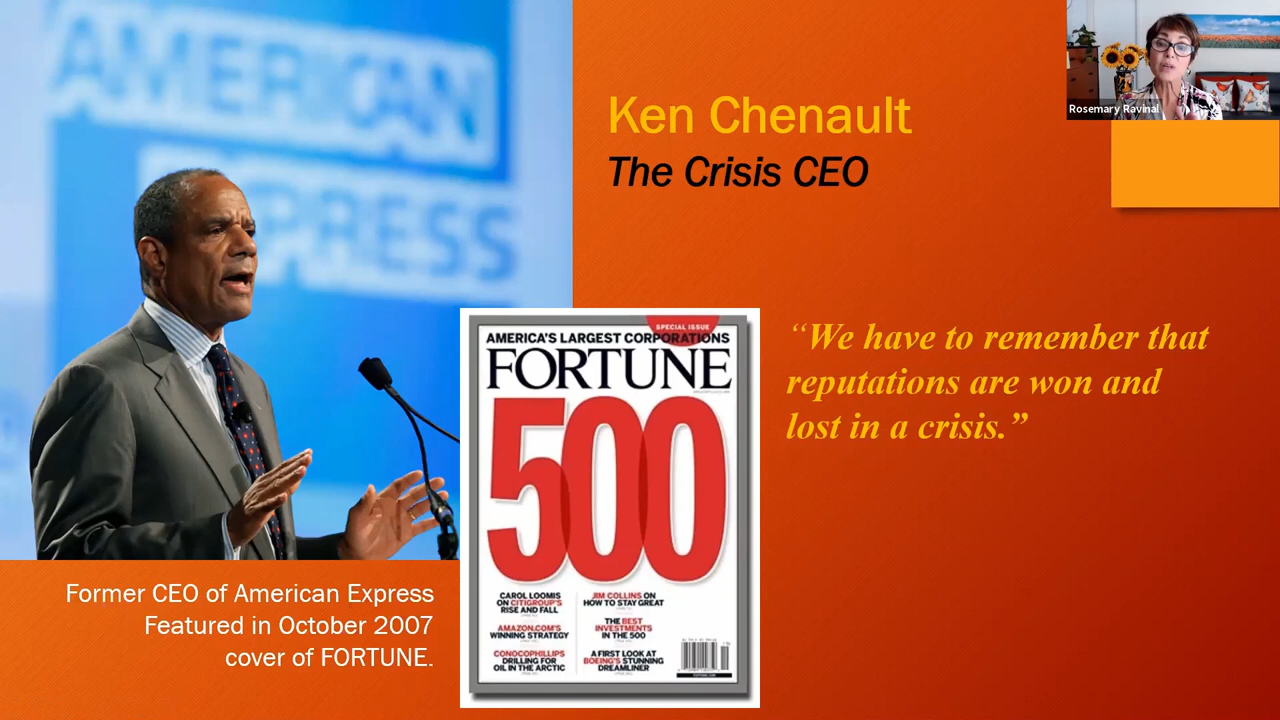 AMERICAN
EXPRESS
Ken Chenault
The Crisis CEO
Rosemary Ravinal
“We have to remember that
reputations are won and
lost in a crisis.”
SPECIAL ISSUE
AMERICA'S LARGEST CORPORATIONS
FORTUNE
500
CAROL LOOMIS
ON CITIGROUP'S
RISE AND FALL
AMAZON.COM'S
WINNING STRATEGY
CONOCOPHILLIPS
DRILLING FOR
OIL IN THE ARCTIC
JIM COLLINS ON
HOW TO STAY GREAT
THE BEST
INVESTMENTS
IN THE 500
A FIRST LOOK AT
BOEING'S STUNNING
DREAMLINER
Former CEO of American Express
Featured in October 2007
cover of FORTUNE.